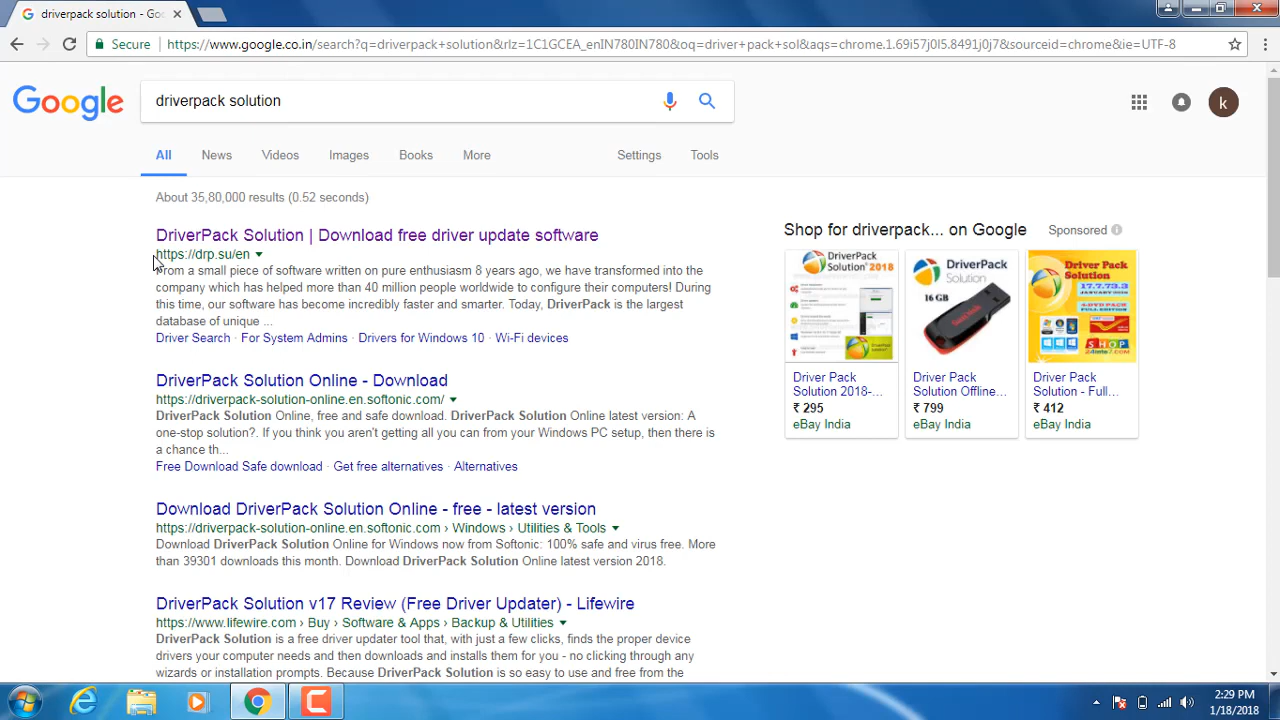 driverpack solution - Goo
Secure https://www.google.co.in/search?q=driverpack+solution&rlz=1C1GCEA_enIN780IN780&oq=driver+pack+sol&aqs=chrome.1.69i57j0l5.8491j0j7&sourceid=chrome&ie=UTF-8
Google driverpack solution k
All News Videos Images Books More Settings Tools
About 35,80,000 results (0.52 seconds)
DriverPack Solution | Download free driver update software
https://drp.su/en
From a small piece of software written on pure enthusiasm 8 years ago, we have transformed into the
company which has helped more than 40 million people worldwide to configure their computers! During
this time, our software has become incredibly faster and smarter. Today, DriverPack is the largest
database of unique ...
Driver Search · For System Admins · Drivers for Windows 10 · Wi-Fi devices
DriverPack Solution Online - Download
https://driverpack-solution-online.en.softonic.com/
DriverPack Solution Online, free and safe download. DriverPack Solution Online latest version: A
one-stop solution?. If you think you aren't getting all you can from your Windows PC setup, then there is
a chance th...
Free Download Safe download · Get free alternatives · Alternatives
Download DriverPack Solution Online - free - latest version
https://driverpack-solution-online.en.softonic.com › Windows › Utilities & Tools
Download DriverPack Solution Online for Windows now from Softonic: 100% safe and virus free. More
than 39301 downloads this month. Download DriverPack Solution Online latest version 2018.
DriverPack Solution v17 Review (Free Driver Updater) - Lifewire
https://www.lifewire.com › Buy › Software & Apps › Backup & Utilities
DriverPack Solution is a free driver updater tool that, with just a few clicks, finds the proper device
drivers your computer needs and then downloads and installs them for you - no clicking through any
wizards or installation prompts. Because DriverPack Solution is so easy to use and free from the
Shop for driverpack... on Google Sponsored
DriverPack
Solution 2018
DriverPack
Solution
16 GB
Driver Pack
Solution
17.7.73.3
SHOP
Driver Pack
Solution 2018-...
₹ 295
eBay India
Driver Pack
Solution Offline...
₹ 799
eBay India
Driver Pack
Solution - Full...
₹ 412
eBay India
2:29 PM
1/18/2018